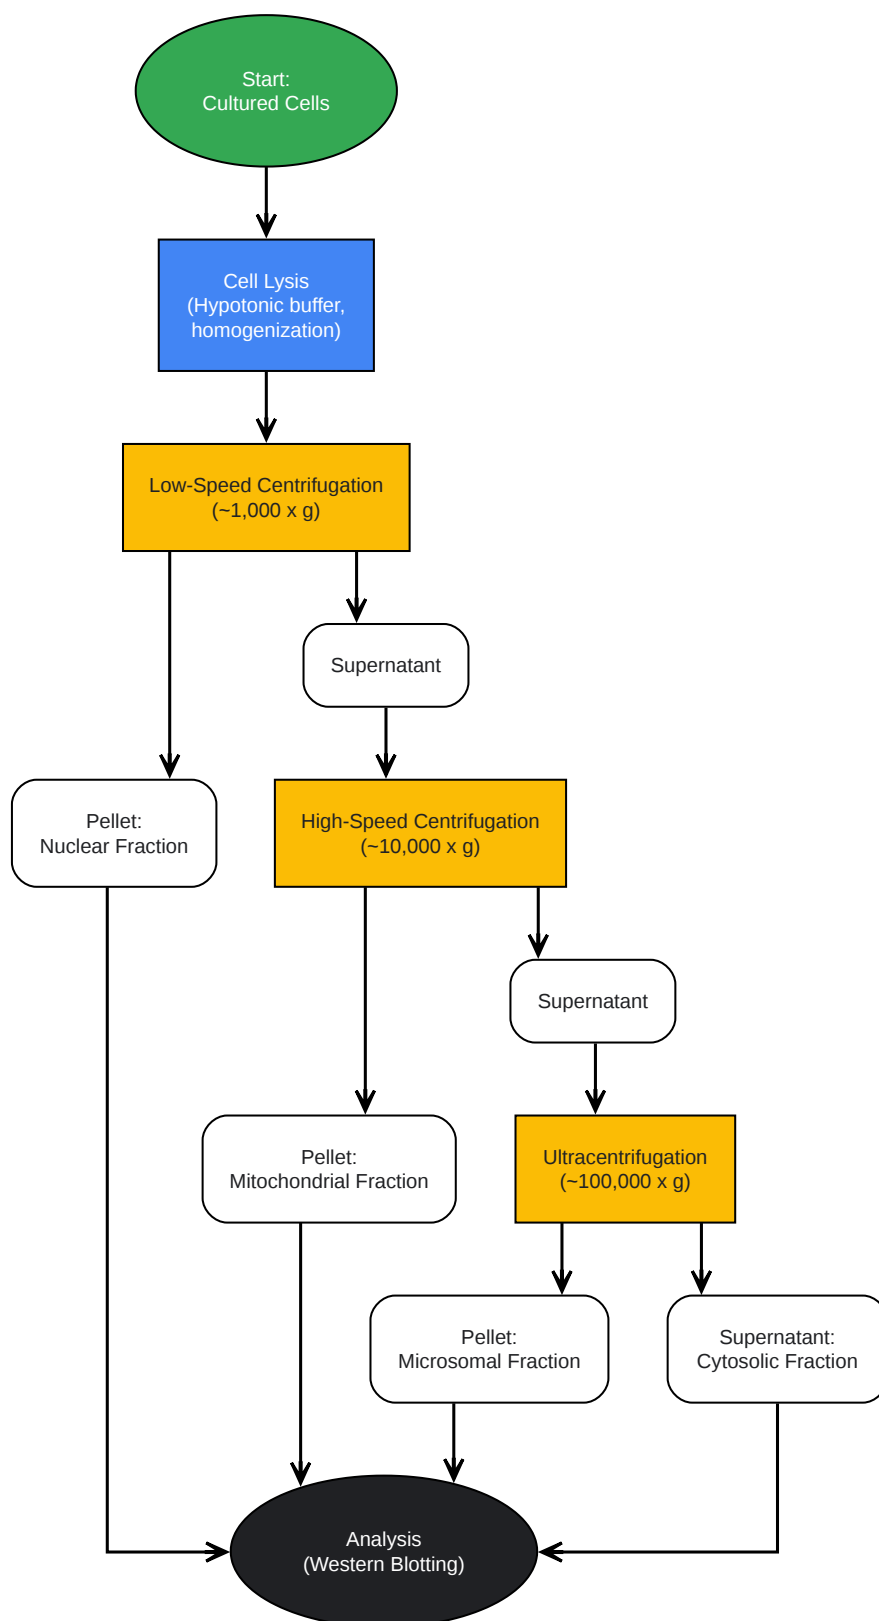 Start:
Cultured Cells
Cell Lysis
(Hypotonic buffer,
homogenization)
Low-Speed Centrifugation
(~1,000 x g)
Supernatant
Pellet:
Nuclear Fraction
High-Speed Centrifugation
(~10,000 x g)
Supernatant
Pellet:
Mitochondrial Fraction
Ultracentrifugation
(~100,000 x g)
Pellet:
Microsomal Fraction
Supernatant:
Cytosolic Fraction
Analysis
(Western Blotting)